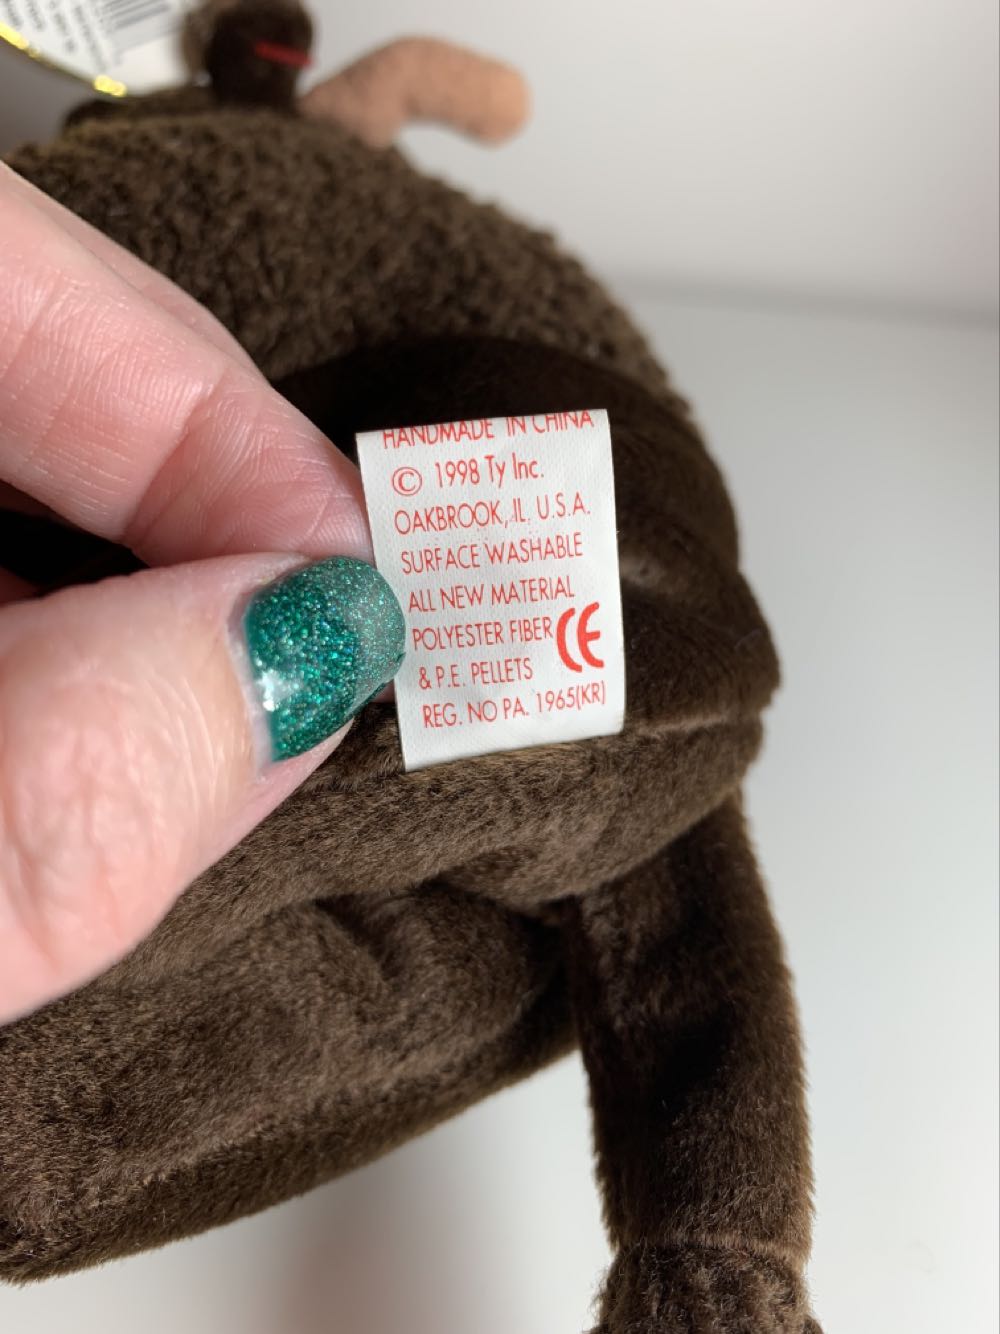 HANDMADE IN CHINA
© 1998 Ty Inc.
OAKBROOK, IL. U.S.A.
SURFACE WASHABLE
ALL NEW MATERIAL
POLYESTER FIBER
& P.E. PELLETS
CE
REG. NO PA. 1965(KR)